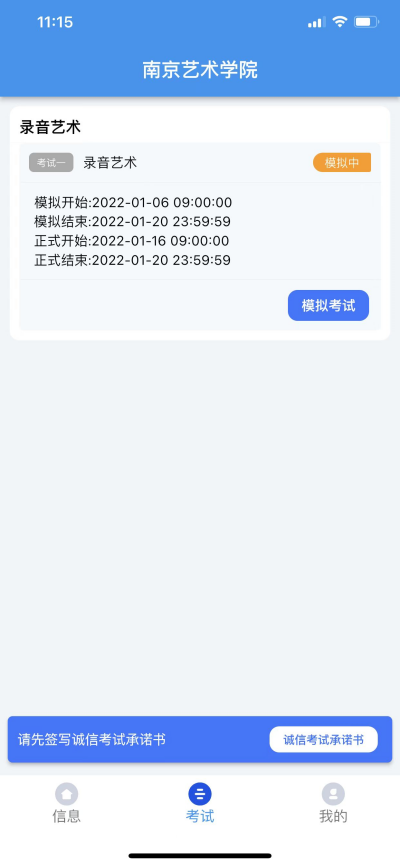 11:15
南京艺术学院
录音艺术
考试一 录音艺术 模拟中
模拟开始:2022-01-06 09:00:00
模拟结束:2022-01-20 23:59:59
正式开始:2022-01-16 09:00:00
正式结束:2022-01-20 23:59:59
模拟考试
请先签写诚信考试承诺书 诚信考试承诺书
信息 考试 我的